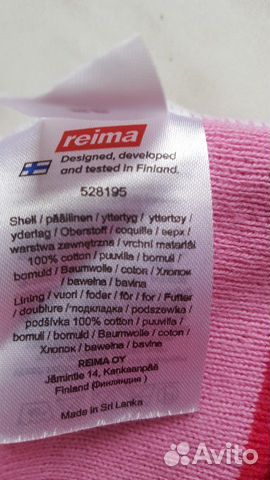 reima
Designed, developed
and tested in Finland.
528195
Shell / päällinen / yttertyg / yttertøy /
yderlag / Oberstoff / coquille / верх /
warstwa zewnętrzna / vrchní materiál
100% cotton / puuvilla / bomull /
bomuld / Baumwolle / coton / Хлопок
/ bawełna / bavlna
Lining / vuori / foder / fôr / for / Futter
/ doublure / подкладка / podszewka /
podšívka 100% cotton / puuvilla /
bomull / bomuld / Baumwolle / coton /
Хлопок / bawełna / bavlna
REIMA OY
Jämintie 14, Kankaanpää
Finland (Финляндия)
Made in Sri Lanka
Avito